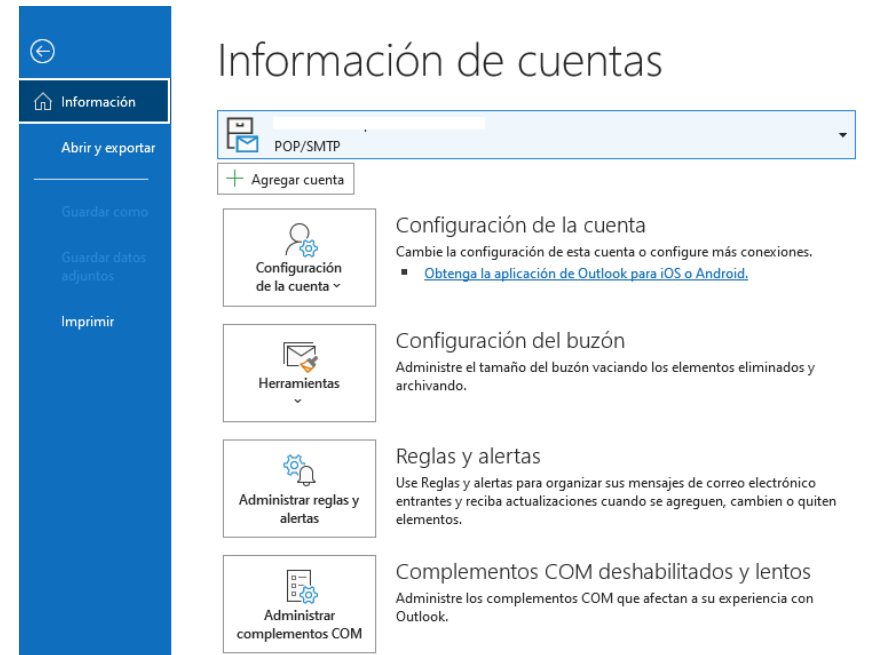 Información de cuentas
Información
Abrir y exportar
Guardar como
Guardar datos
adjuntos
Imprimir
POP/SMTP
Agregar cuenta
Configuración
de la cuenta
Configuración de la cuenta
Cambie la configuración de esta cuenta o configure más conexiones.
Obtenga la aplicación de Outlook para iOS o Android.
Herramientas
Configuración del buzón
Administre el tamaño del buzón vaciando los elementos eliminados y
archivando.
Administrar reglas y
alertas
Reglas y alertas
Use Reglas y alertas para organizar sus mensajes de correo electrónico
entrantes y reciba actualizaciones cuando se agreguen, cambien o quiten
elementos.
Administrar
complementos COM
Complementos COM deshabilitados y lentos
Administre los complementos COM que afectan a su experiencia con
Outlook.